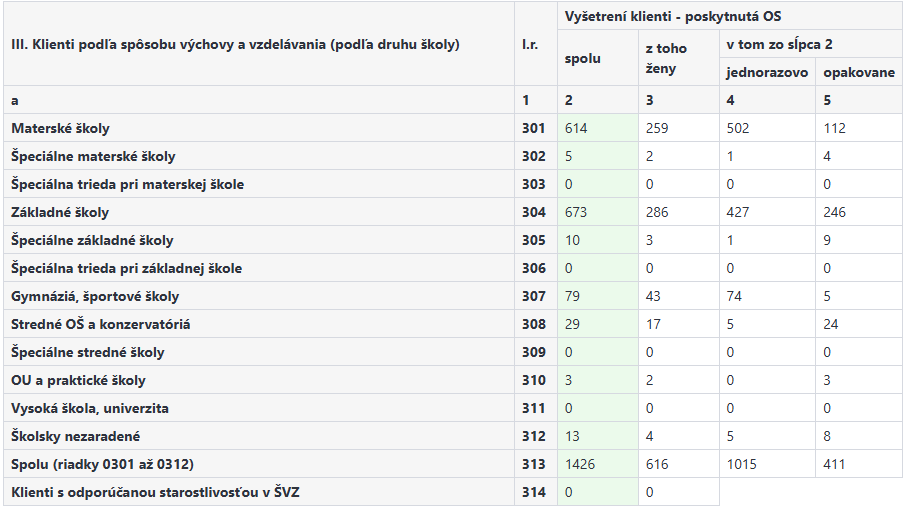 III. Klienti podľa spôsobu výchovy a vzdelávania (podľa druhu školy) l.r. Vyšetrení klienti - poskytnutá OS
spolu z toho ženy v tom zo sĺpca 2
jednorazovo opakovane
a 1 2 3 4 5
Materské školy 301 614 259 502 112
Špeciálne materské školy 302 5 2 1 4
Špeciálna trieda pri materskej škole 303 0 0 0 0
Základné školy 304 673 286 427 246
Špeciálne základné školy 305 10 3 1 9
Špeciálna trieda pri základnej škole 306 0 0 0 0
Gymnáziá, športové školy 307 79 43 74 5
Stredné OŠ a konzervatóriá 308 29 17 5 24
Špeciálne stredné školy 309 0 0 0 0
OU a praktické školy 310 3 2 0 3
Vysoká škola, univerzita 311 0 0 0 0
Školsky nezaradené 312 13 4 5 8
Spolu (riadky 0301 až 0312) 313 1426 616 1015 411
Klienti s odporúčanou starostlivosťou v ŠVZ 314 0 0